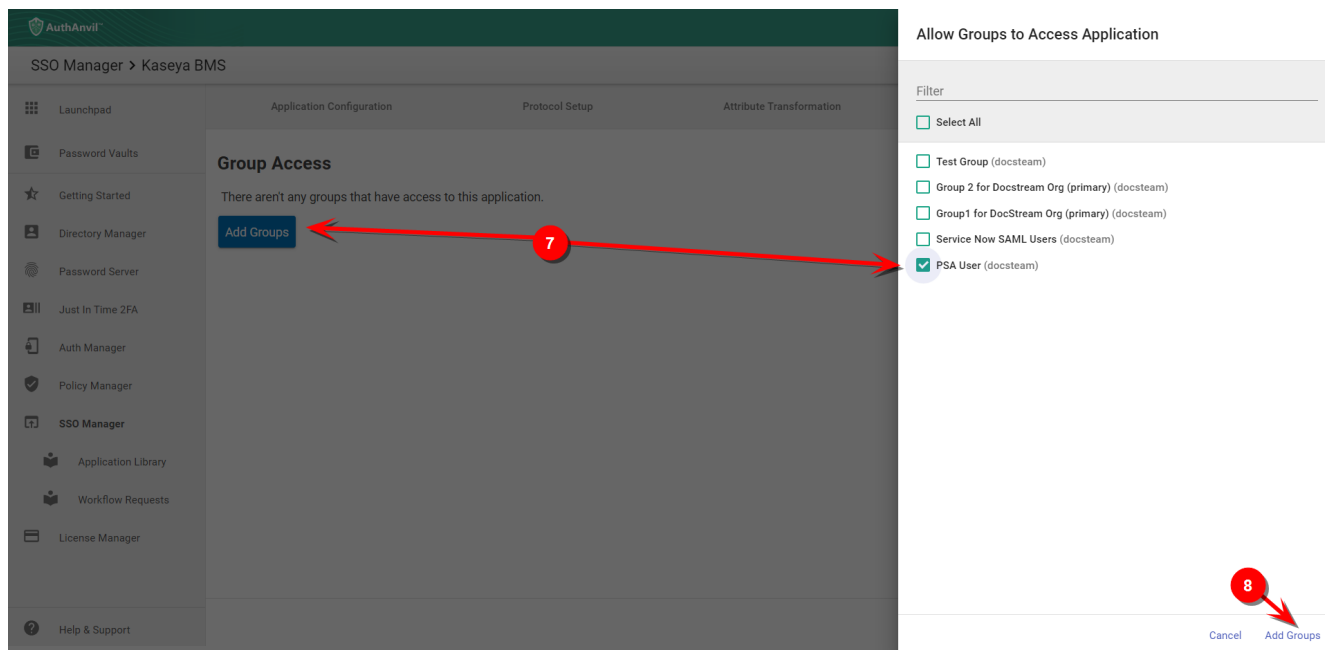 AuthAnvil™
SSO Manager > Kaseya BMS
Launchpad
Password Vaults
Getting Started
Directory Manager
Password Server
Just In Time 2FA
Auth Manager
Policy Manager
SSO Manager
Application Library
Workflow Requests
License Manager
Help & Support
Application Configuration
Protocol Setup
Attribute Transformation
Group Access
There aren't any groups that have access to this application.
Add Groups
7
Allow Groups to Access Application
Filter
Select All
Test Group (docsteam)
Group 2 for Docstream Org (primary) (docsteam)
Group1 for DocStream Org (primary) (docsteam)
Service Now SAML Users (docsteam)
PSA User (docsteam)
8
Cancel
Add Groups